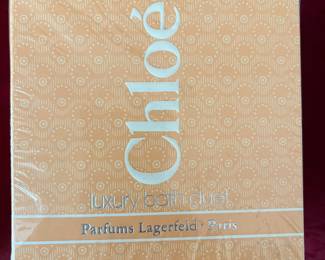 Chloé
luxury bath duet
Parfums Lagerfeld · Paris